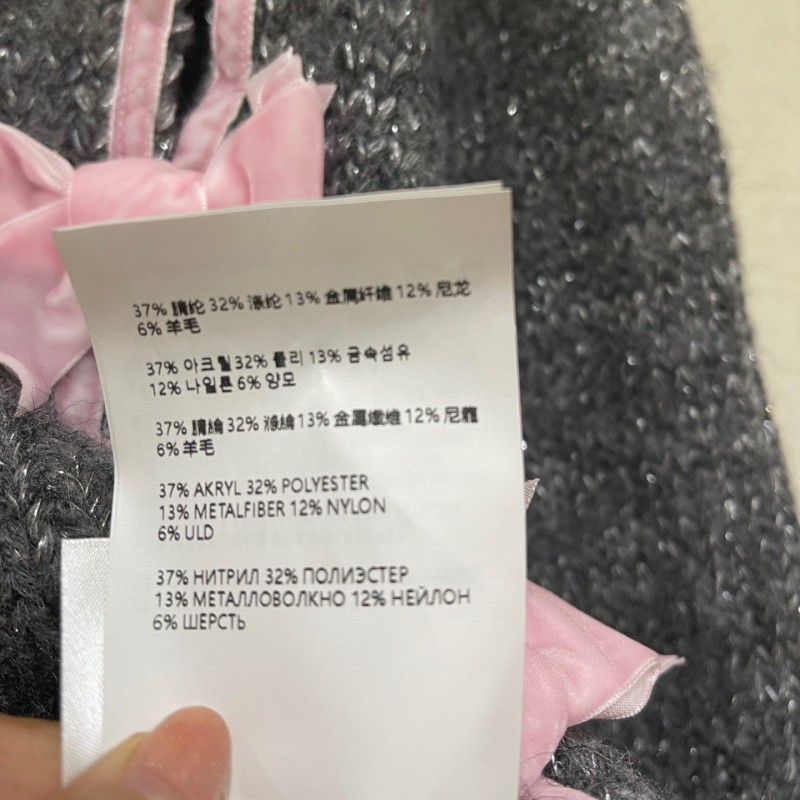 37% 腈纶 32% 涤纶 13% 金属纤维 12% 尼龙
6% 羊毛
37% 아크릴 32% 폴리 13% 금속섬유
12% 나일론 6% 양모
37% 腈綸 32% 滌綸 13% 金屬纖維 12% 尼龍
6% 羊毛
37% AKRYL 32% POLYESTER
13% METALFIBER 12% NYLON
6% ULD
37% НИТРИЛ 32% ПОЛИЭСТЕР
13% МЕТАЛЛОВОЛКНО 12% НЕЙЛОН
6% ШЕРСТЬ